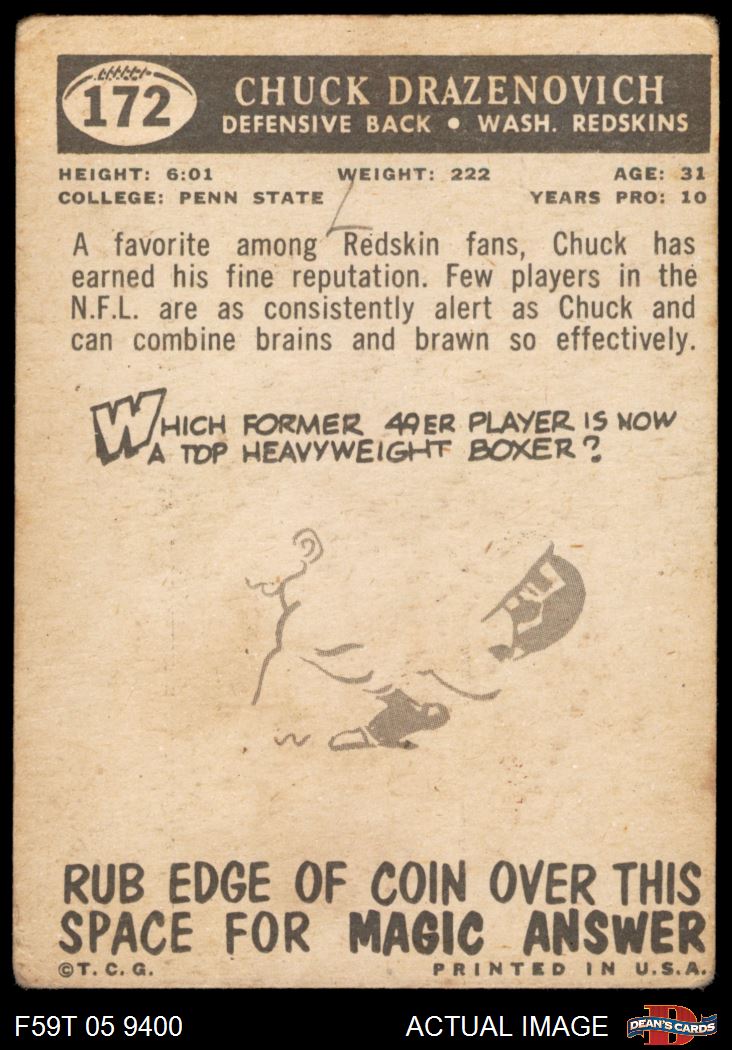 172
CHUCK DRAZENOVICH
DEFENSIVE BACK • WASH. REDSKINS
HEIGHT: 6:01 WEIGHT: 222 AGE: 31
COLLEGE: PENN STATE YEARS PRO: 10
A favorite among Redskin fans, Chuck has
earned his fine reputation. Few players in the
N.F.L. are as consistently alert as Chuck and
can combine brains and brawn so effectively.
WHICH FORMER 49ER PLAYER IS NOW
A TOP HEAVYWEIGHT BOXER?
RUB EDGE OF COIN OVER THIS
SPACE FOR MAGIC ANSWER
©T.C.G. PRINTED IN U.S.A.
F59T 05 9400 ACTUAL IMAGE DEAN'S CARDS